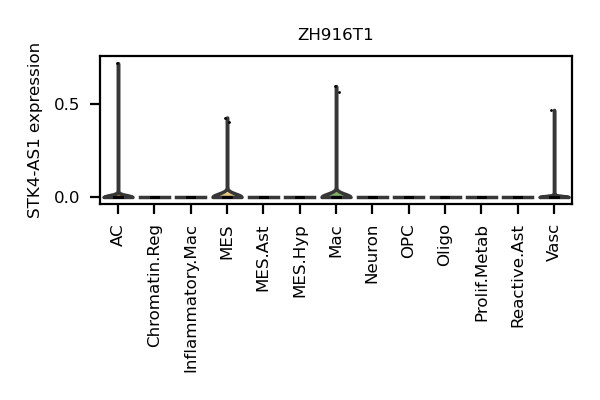 ZH916T1
STK4-AS1 expression
0.5
0.0
AC
Chromatin.Reg
Inflammatory.Mac
MES
MES.Ast
MES.Hyp
Mac
Neuron
OPC
Oligo
Prolif.Metab
Reactive.Ast
Vasc